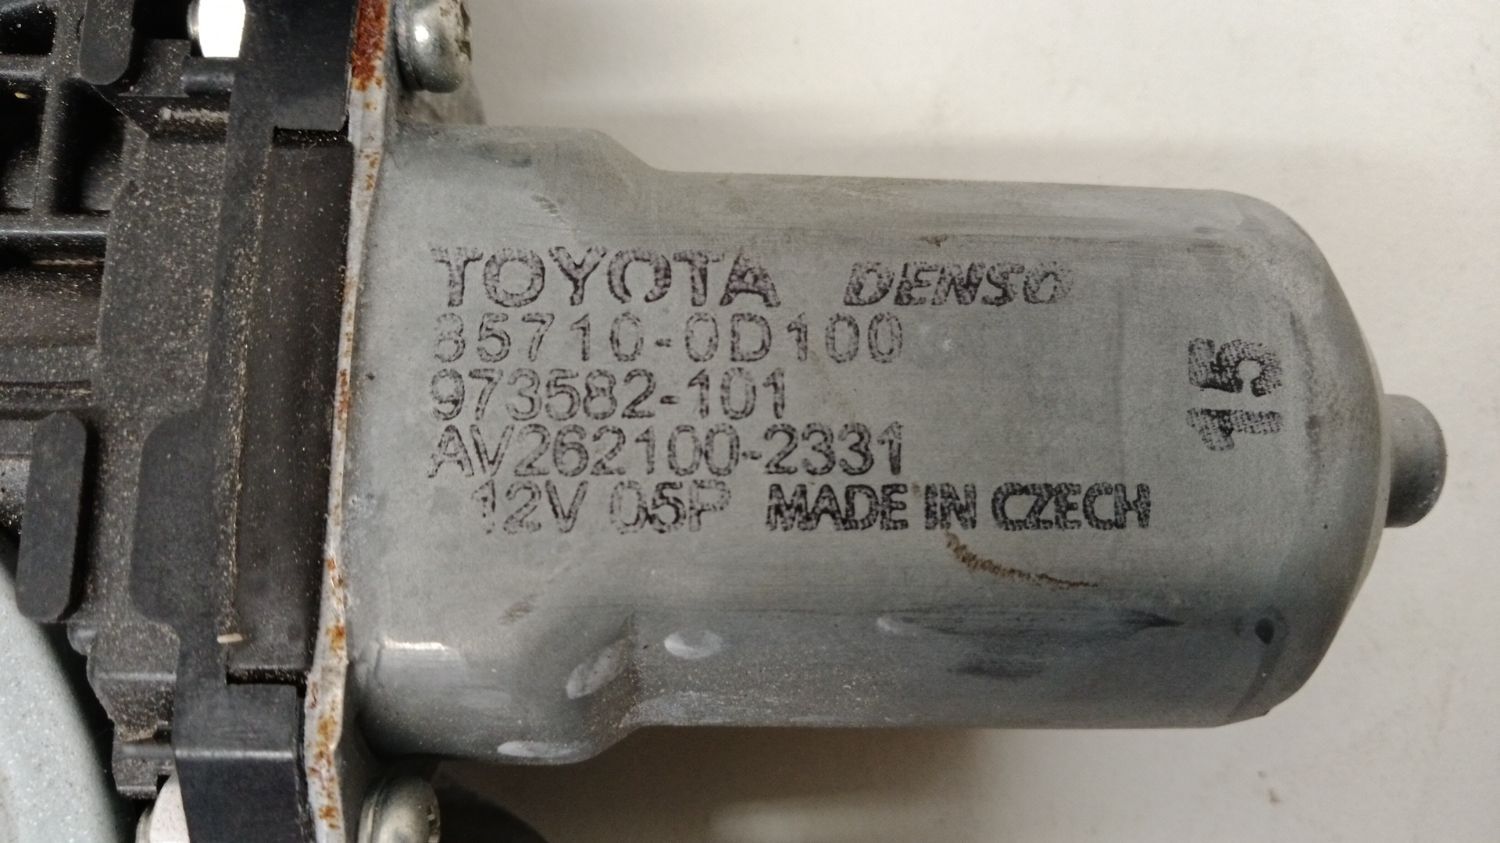 TOYOTA DENSO
85710-0D100
973582-101
AV262100-2331
12V 05P MADE IN CZECH
15